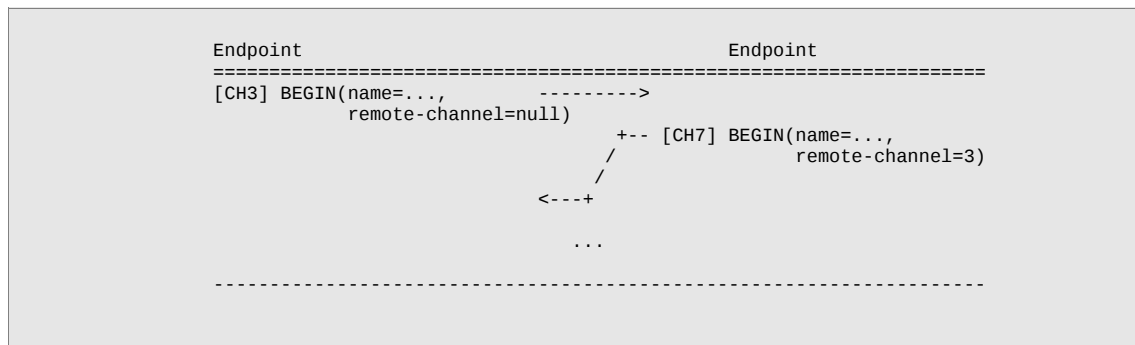 Endpoint                                      Endpoint
=====================================================================
[CH3] BEGIN(name=...,        --------->
            remote-channel=null)
                                    +-- [CH7] BEGIN(name=...,
                                   /                remote-channel=3)
                                  /
                             <---+

                                ...

---------------------------------------------------------------------